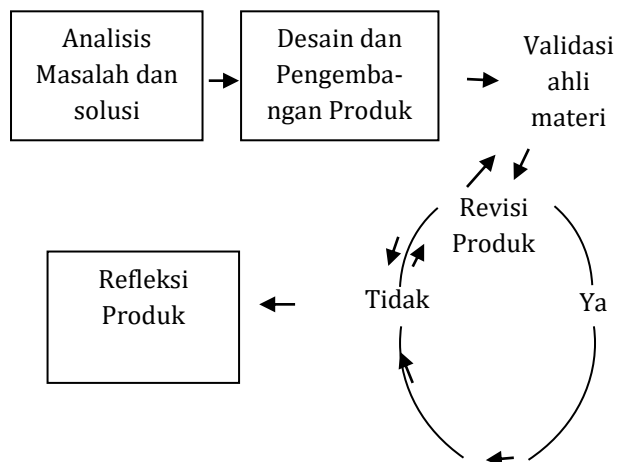 Analisis
Masalah dan
solusi
Desain dan
Pengemba-
ngan Produk
Validasi
ahli
materi
Revisi
Produk
Refleksi
Produk
Tidak
Ya